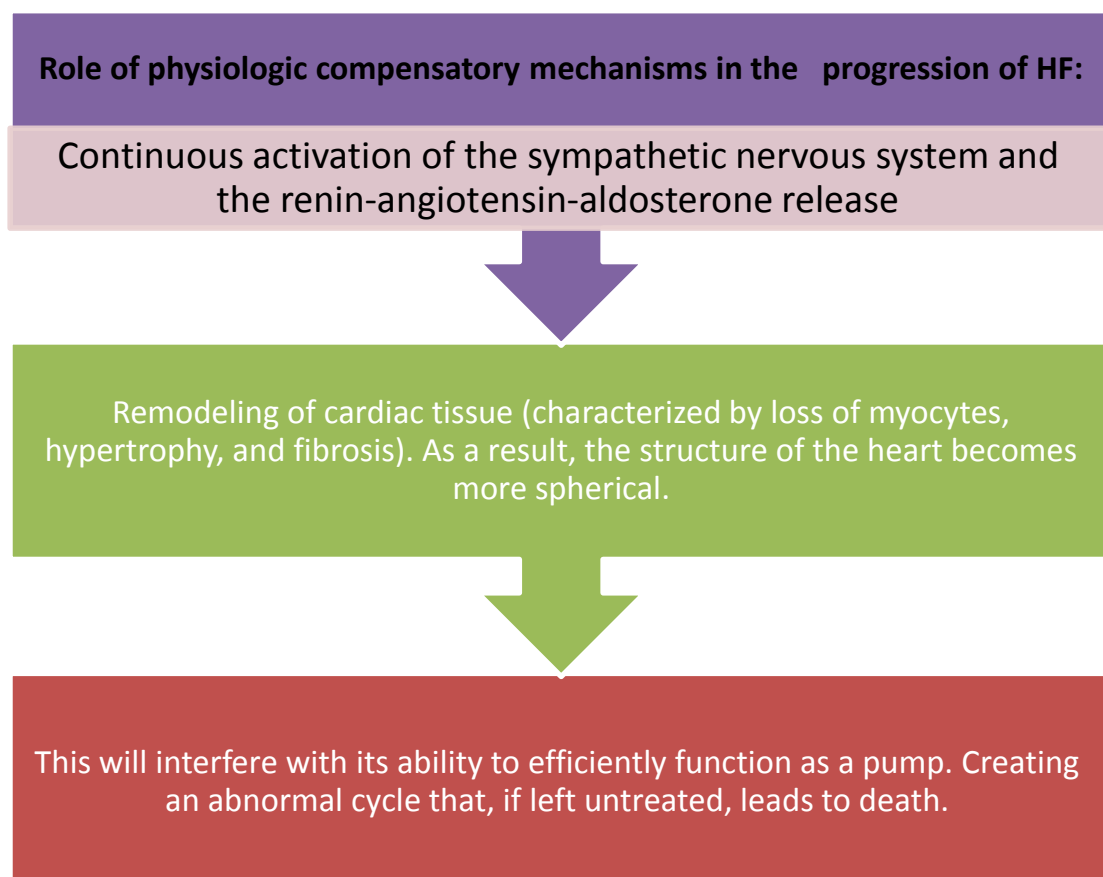 Role of physiologic compensatory mechanisms in the progression of HF:
Continuous activation of the sympathetic nervous system and
the renin-angiotensin-aldosterone release
Remodeling of cardiac tissue (characterized by loss of myocytes,
hypertrophy, and fibrosis). As a result, the structure of the heart becomes
more spherical.
This will interfere with its ability to efficiently function as a pump. Creating
an abnormal cycle that, if left untreated, leads to death.